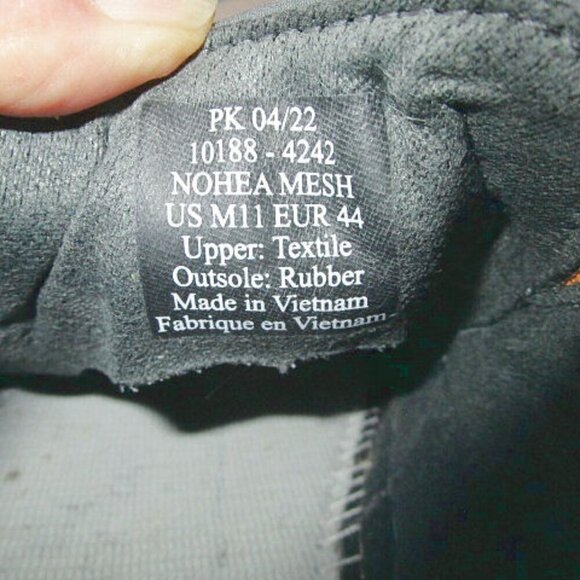 PK 04/22
10188 - 4242
NOHEA MESH
US M11 EUR 44
Upper: Textile
Outsole: Rubber
Made in Vietnam
Fabrique en Vietnam